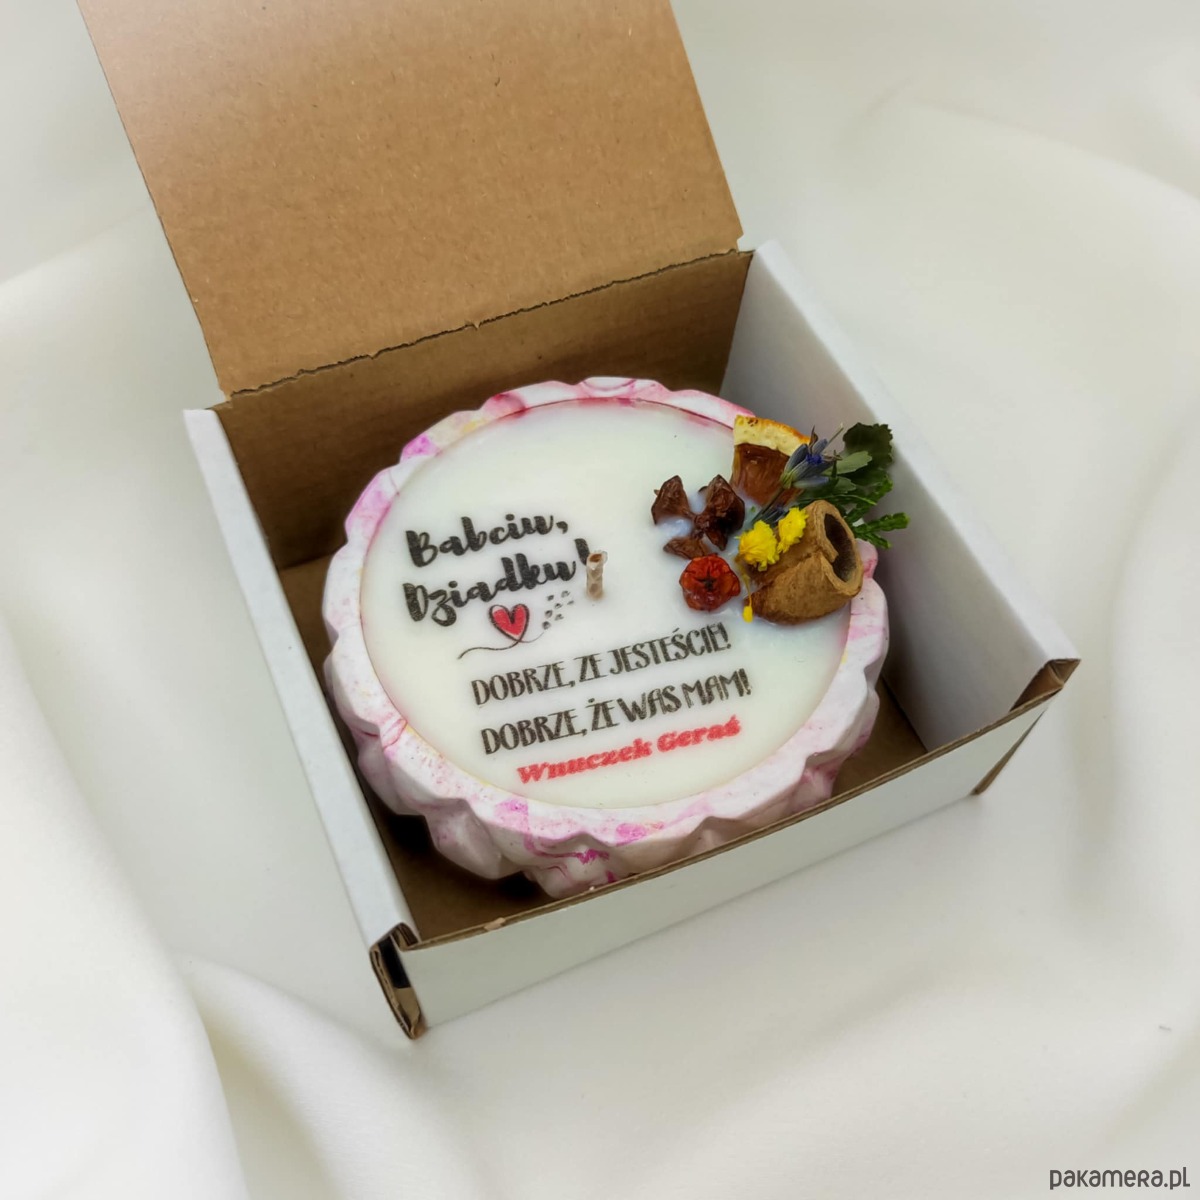 Babciu,
Dziadku!
DOBRZE, ŻE JESTEŚCIE!
DOBRZE, ŻE WAS MAM!
Wnuczek Geraś
pakamera.pl